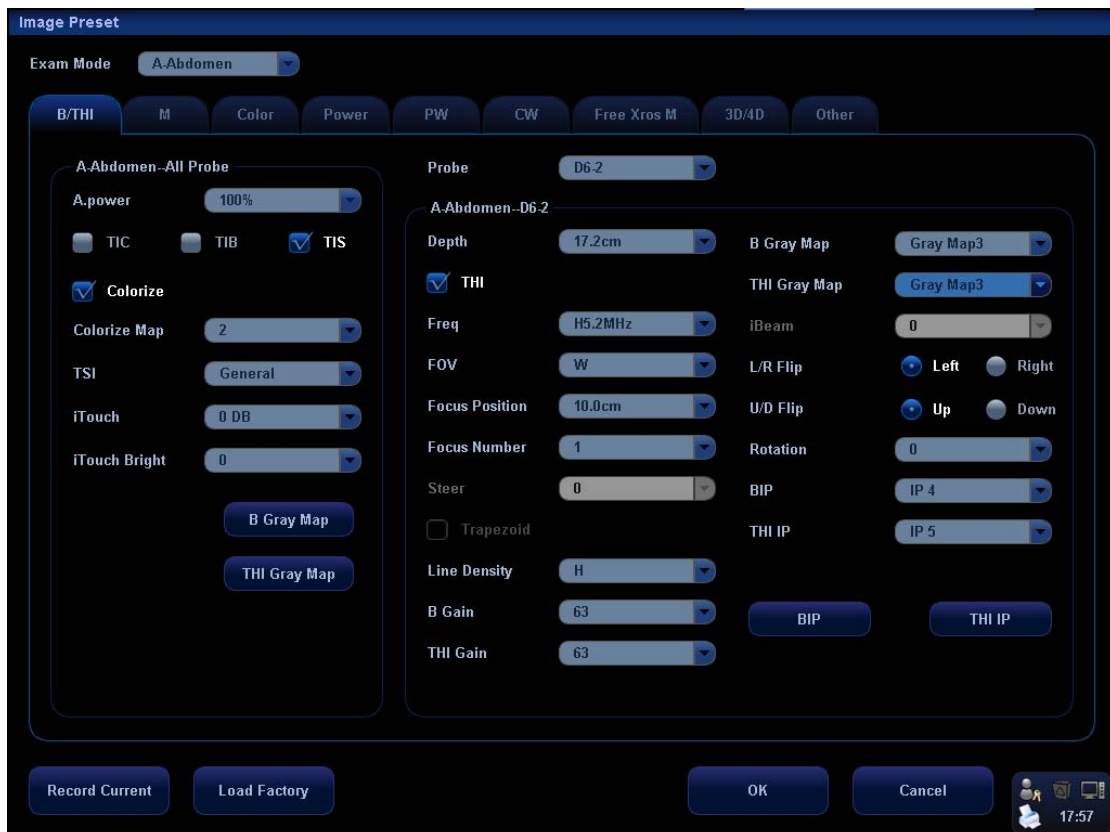 Image Preset
Exam Mode A-Abdomen
B/THI M Color Power PW CW Free Xros M 3D/4D Other
A-Abdomen--All Probe
A.power 100%
TIC TIB TIS
Colorize
Colorize Map 2
TSI General
iTouch 0 DB
iTouch Bright 0
B Gray Map
THI Gray Map
Probe D6-2
A-Abdomen--D6-2
Depth 17.2cm
THI
Freq H5.2MHz
FOV W
Focus Position 10.0cm
Focus Number 1
Steer 0
Trapezoid
Line Density H
B Gain 63
THI Gain 63
B Gray Map Gray Map3
THI Gray Map Gray Map3
iBeam 0
L/R Flip Left Right
U/D Flip Up Down
Rotation 0
BIP IP 4
THI IP IP 5
BIP THI IP
Record Current Load Factory OK Cancel
17:57